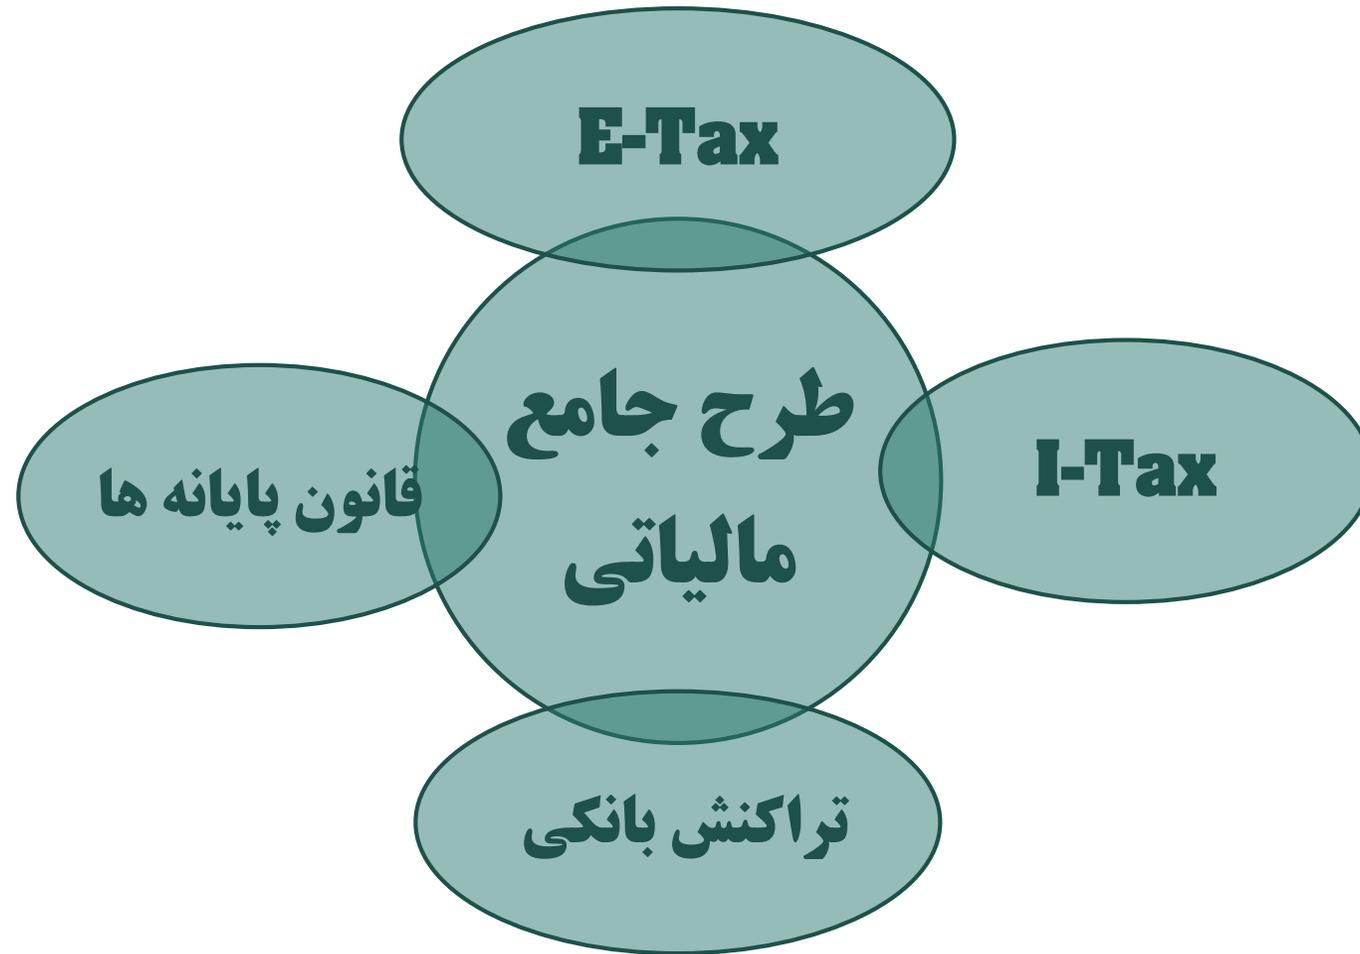 E-Tax
طرح جامع
مالیاتی
I-Tax
قانون پایانه ها
تراکنش بانکی